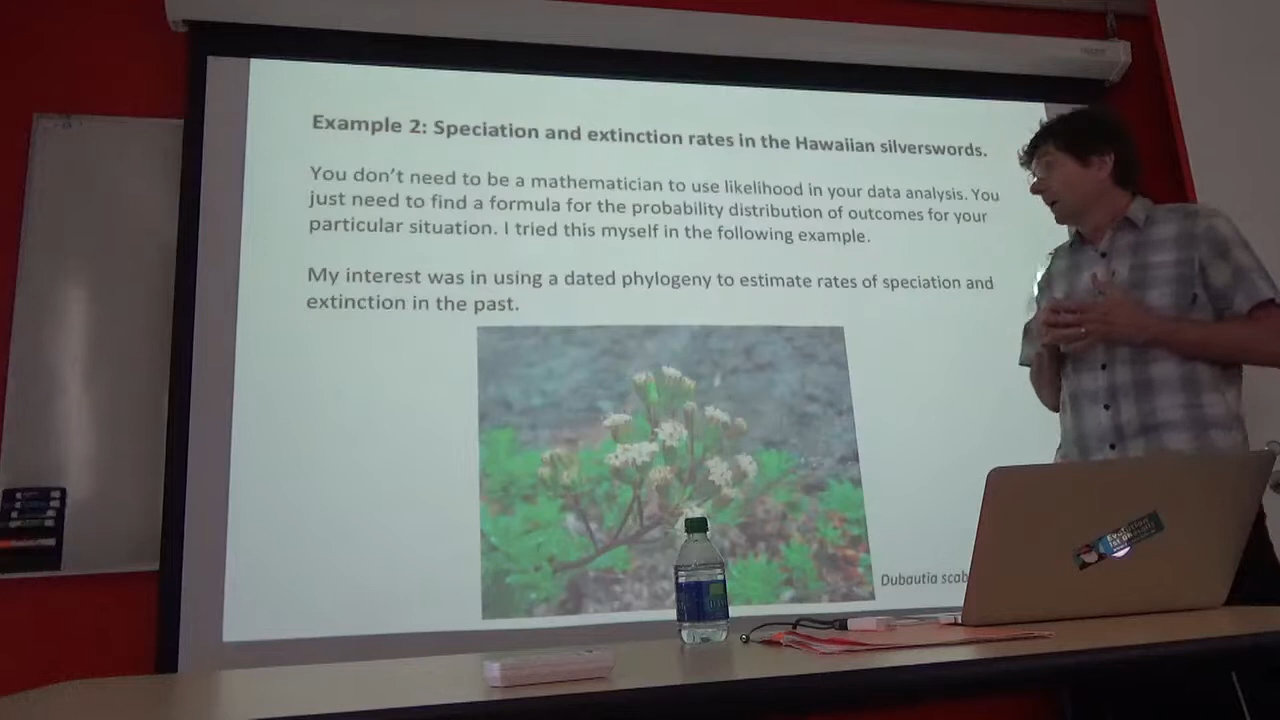 Example 2: Speciation and extinction rates in the Hawaiian silverswords.
You don't need to be a mathematician to use likelihood in your data analysis. You
just need to find a formula for the probability distribution of outcomes for your
particular situation. I tried this myself in the following example.
My interest was in using a dated phylogeny to estimate rates of speciation and
extinction in the past.
Dubautia scab
Evolution